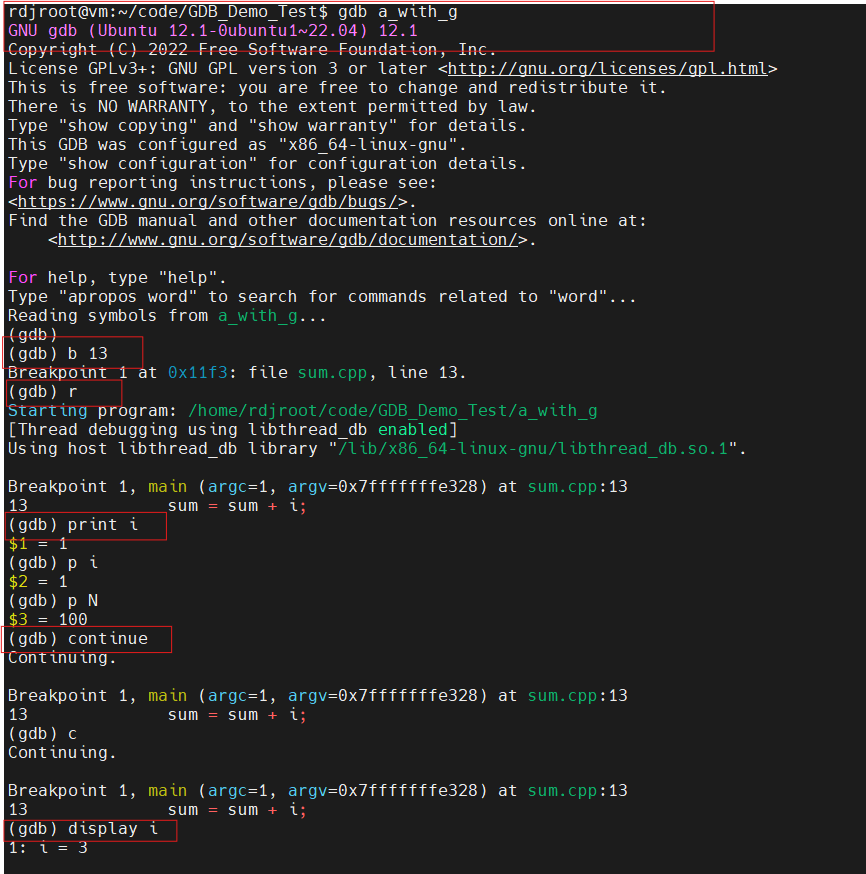 rdjroot@vm:~/code/GDB_Demo_Test$ gdb a_with_g
GNU gdb (Ubuntu 12.1-0ubuntu1~22.04) 12.1
Copyright (C) 2022 Free Software Foundation, Inc.
License GPLv3+: GNU GPL version 3 or later <http://gnu.org/licenses/gpl.html>
This is free software: you are free to change and redistribute it.
There is NO WARRANTY, to the extent permitted by law.
Type "show copying" and "show warranty" for details.
This GDB was configured as "x86_64-linux-gnu".
Type "show configuration" for configuration details.
For bug reporting instructions, please see:
<https://www.gnu.org/software/gdb/bugs/>.
Find the GDB manual and other documentation resources online at:
    <http://www.gnu.org/software/gdb/documentation/>.

For help, type "help".
Type "apropos word" to search for commands related to "word"...
Reading symbols from a_with_g...
(gdb)
(gdb) b 13
Breakpoint 1 at 0x11f3: file sum.cpp, line 13.
(gdb) r
Starting program: /home/rdjroot/code/GDB_Demo_Test/a_with_g
[Thread debugging using libthread_db enabled]
Using host libthread_db library "/lib/x86_64-linux-gnu/libthread_db.so.1".

Breakpoint 1, main (argc=1, argv=0x7fffffffe328) at sum.cpp:13
13              sum = sum + i;
(gdb) print i
$1 = 1
(gdb) p i
$2 = 1
(gdb) p N
$3 = 100
(gdb) continue
Continuing.

Breakpoint 1, main (argc=1, argv=0x7fffffffe328) at sum.cpp:13
13              sum = sum + i;
(gdb) c
Continuing.

Breakpoint 1, main (argc=1, argv=0x7fffffffe328) at sum.cpp:13
13              sum = sum + i;
(gdb) display i
1: i = 3